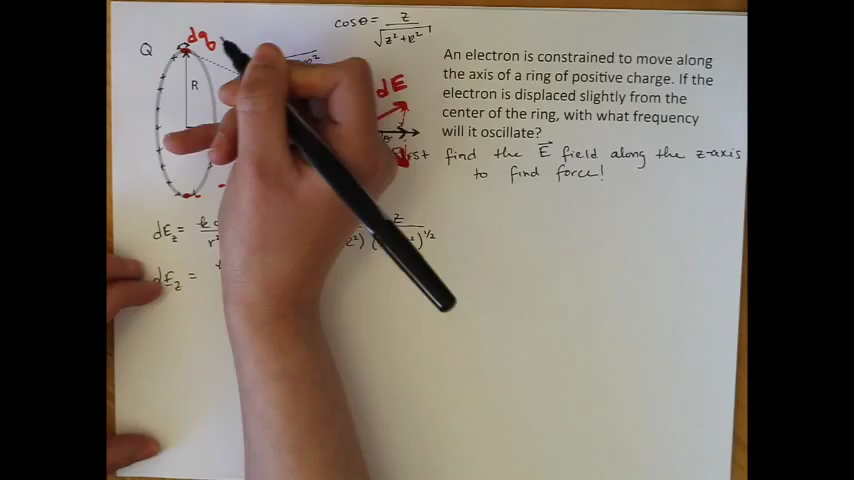 cosθ = z / √(z² + R²)
Q
dq
R
dE
θ
An electron is constrained to move along
the axis of a ring of positive charge. If the
electron is displaced slightly from the
center of the ring, with what frequency
will it oscillate?
First find the E⃗ field along the z-axis
to find force!
dE_z =
z
dE_z =